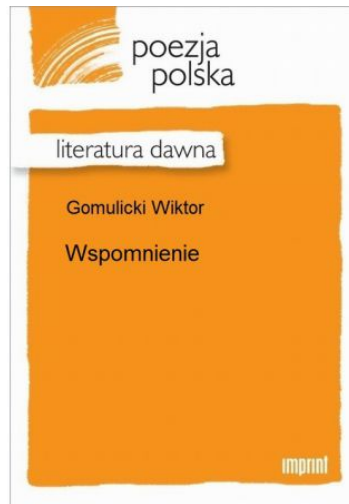 poezja
polska
literatura dawna
Gomulicki Wiktor
Wspomnienie
imprint